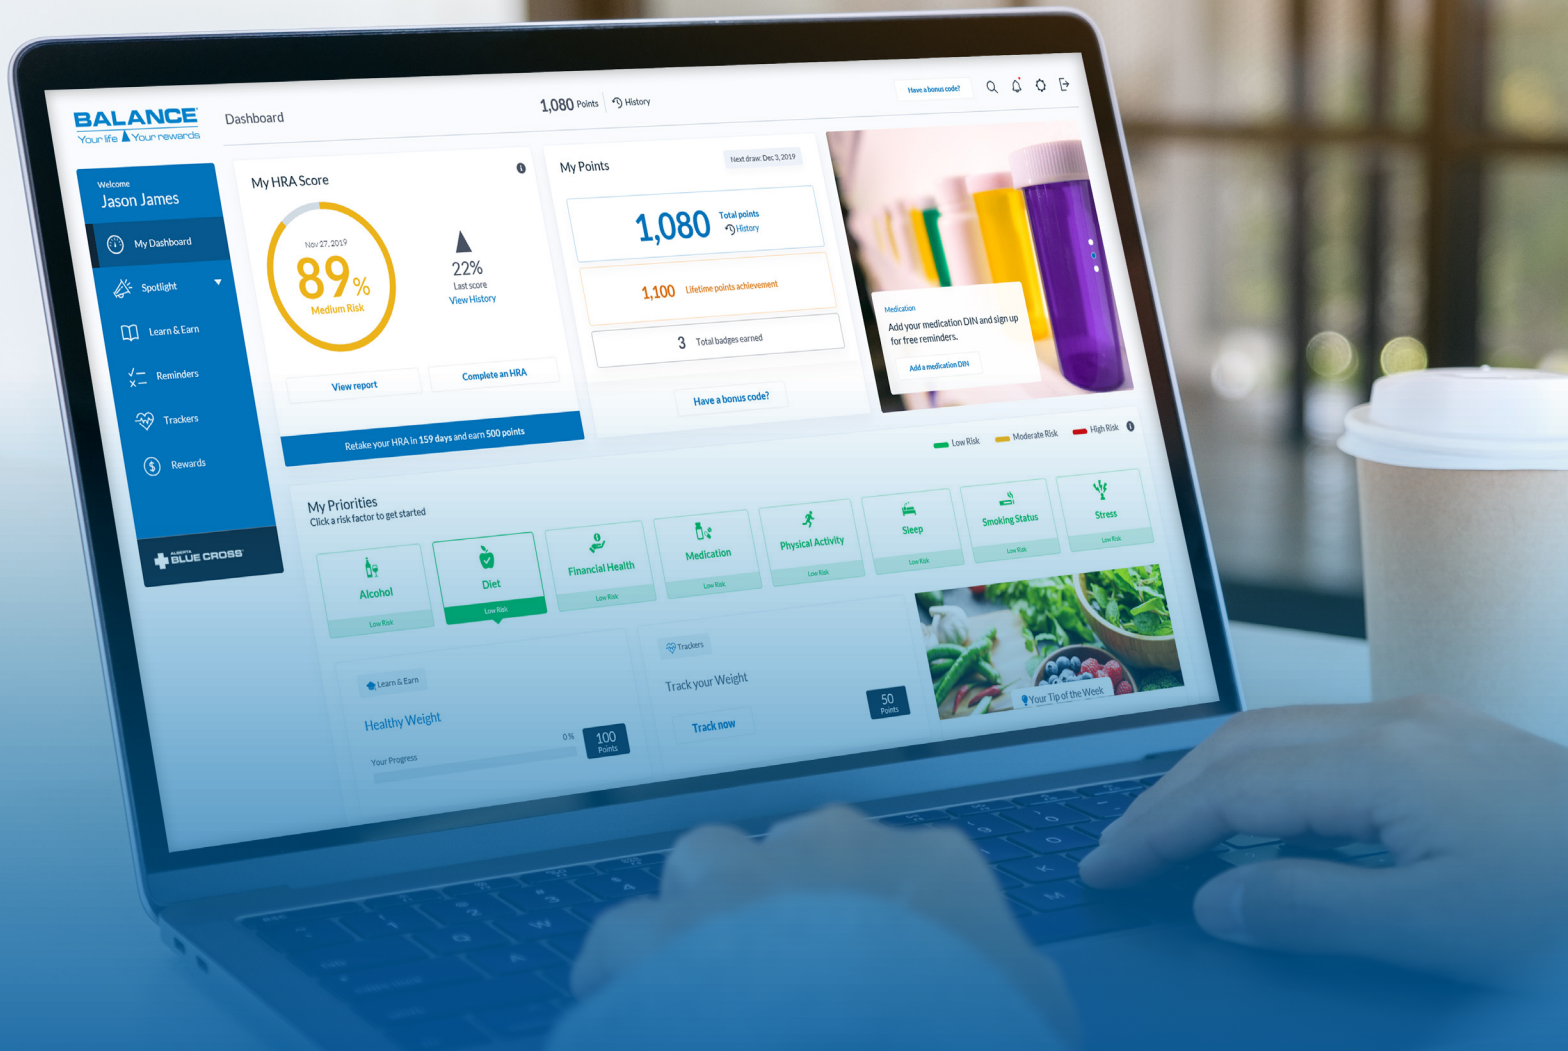 BALANCE
Your life Your rewards
Dashboard
1,080 Points
History
Have a bonus code?
Welcome
Jason James
My Dashboard
Spotlight
Learn & Earn
Reminders
Trackers
Rewards
ALBERTA
BLUE CROSS
My HRA Score
Nov 27, 2019
89%
Medium Risk
22%
Last score
View History
View report
Complete an HRA
Retake your HRA in 159 days and earn 500 points
My Points
Next draw: Dec 3, 2019
1,080 Total points
History
1,100 Lifetime points achievement
3 Total badges earned
Have a bonus code?
Medication
Add your medication DIN and sign up
for free reminders.
Add a medication DIN
Low Risk
Moderate Risk
High Risk
My Priorities
Click a risk factor to get started
Alcohol
Low Risk
Diet
Low Risk
Financial Health
Low Risk
Medication
Low Risk
Physical Activity
Low Risk
Sleep
Low Risk
Smoking Status
Low Risk
Stress
Low Risk
Learn & Earn
Healthy Weight
Your Progress
0%
100
Points
Trackers
Track your Weight
Track now
50
Points
Your Tip of the Week